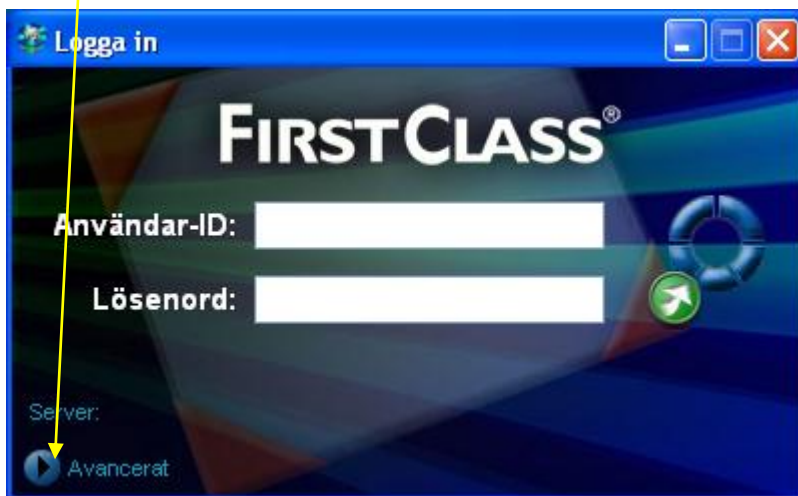 Logga in
FIRSTCLASS®
Användar-ID:
Lösenord:
Server:
Avancerat